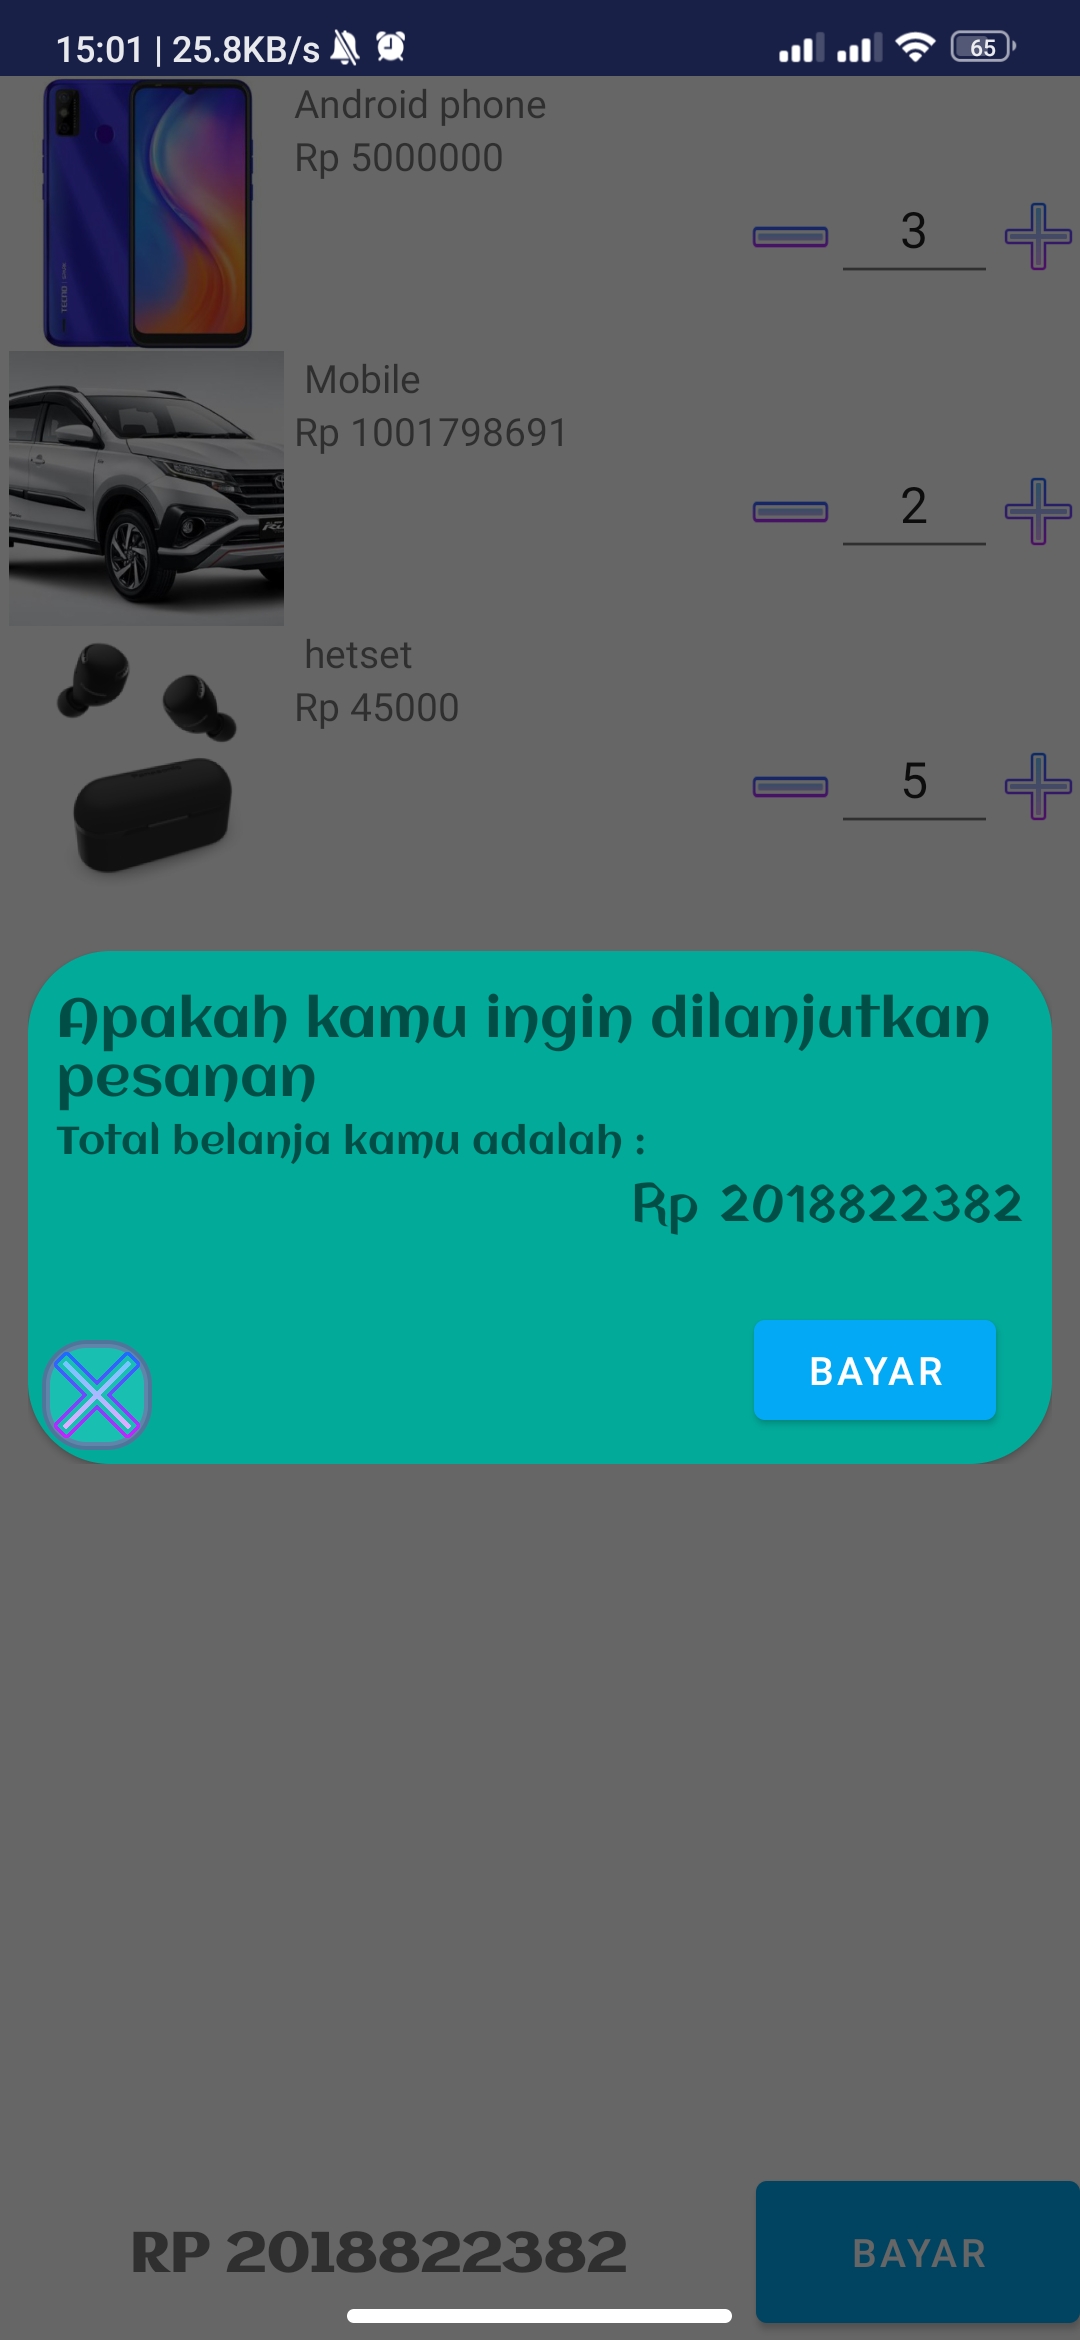 15:01 | 25.8KB/s
65
Android phone
Rp 5000000
3
Mobile
Rp 1001798691
2
hetset
Rp 45000
5
Apakah kamu ingin dilanjutkan
pesanan
Total belanja kamu adalah :
Rp 2018822382
BAYAR
RP 2018822382
BAYAR